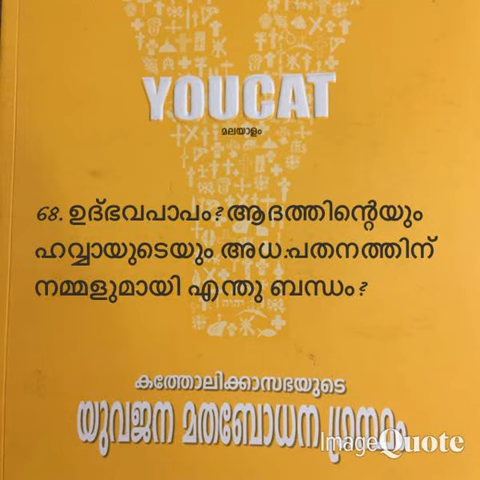 YOUCAT
മലയാളം
68. ഉദ്ഭവപാപം? ആദത്തിന്റെയും
ഹവ്വായുടെയും അധ:പതനത്തിന്
നമ്മളുമായി എന്തു ബന്ധം?
കത്തോലിക്കാസഭയുടെ
യുവജന മതബോധന ഗ്രന്ഥം
ImageQuote